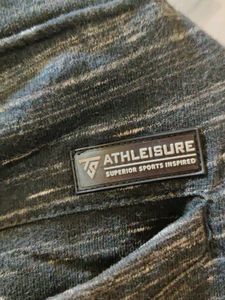 ATHLEISURE
SUPERIOR SPORTS INSPIRED